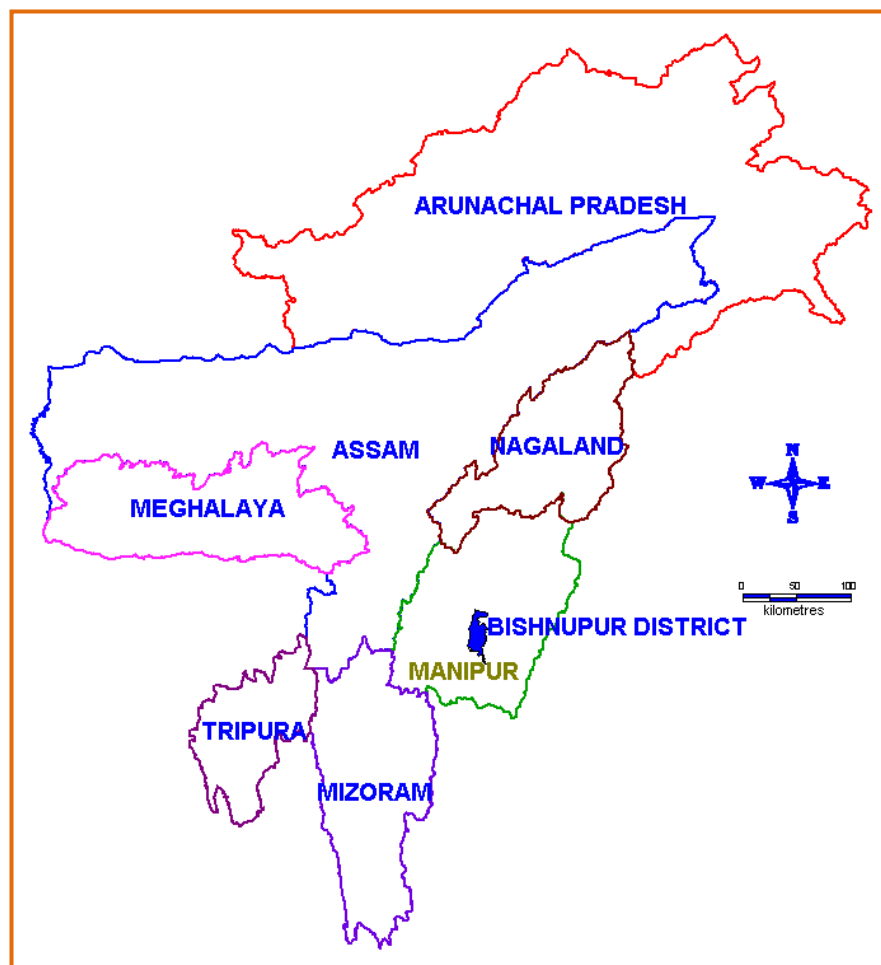 ARUNACHAL PRADESH
ASSAM
NAGALAND
MEGHALAYA
N
W E
S
0 50 100
kilometres
BISHNUPUR DISTRICT
MANIPUR
TRIPURA
MIZORAM